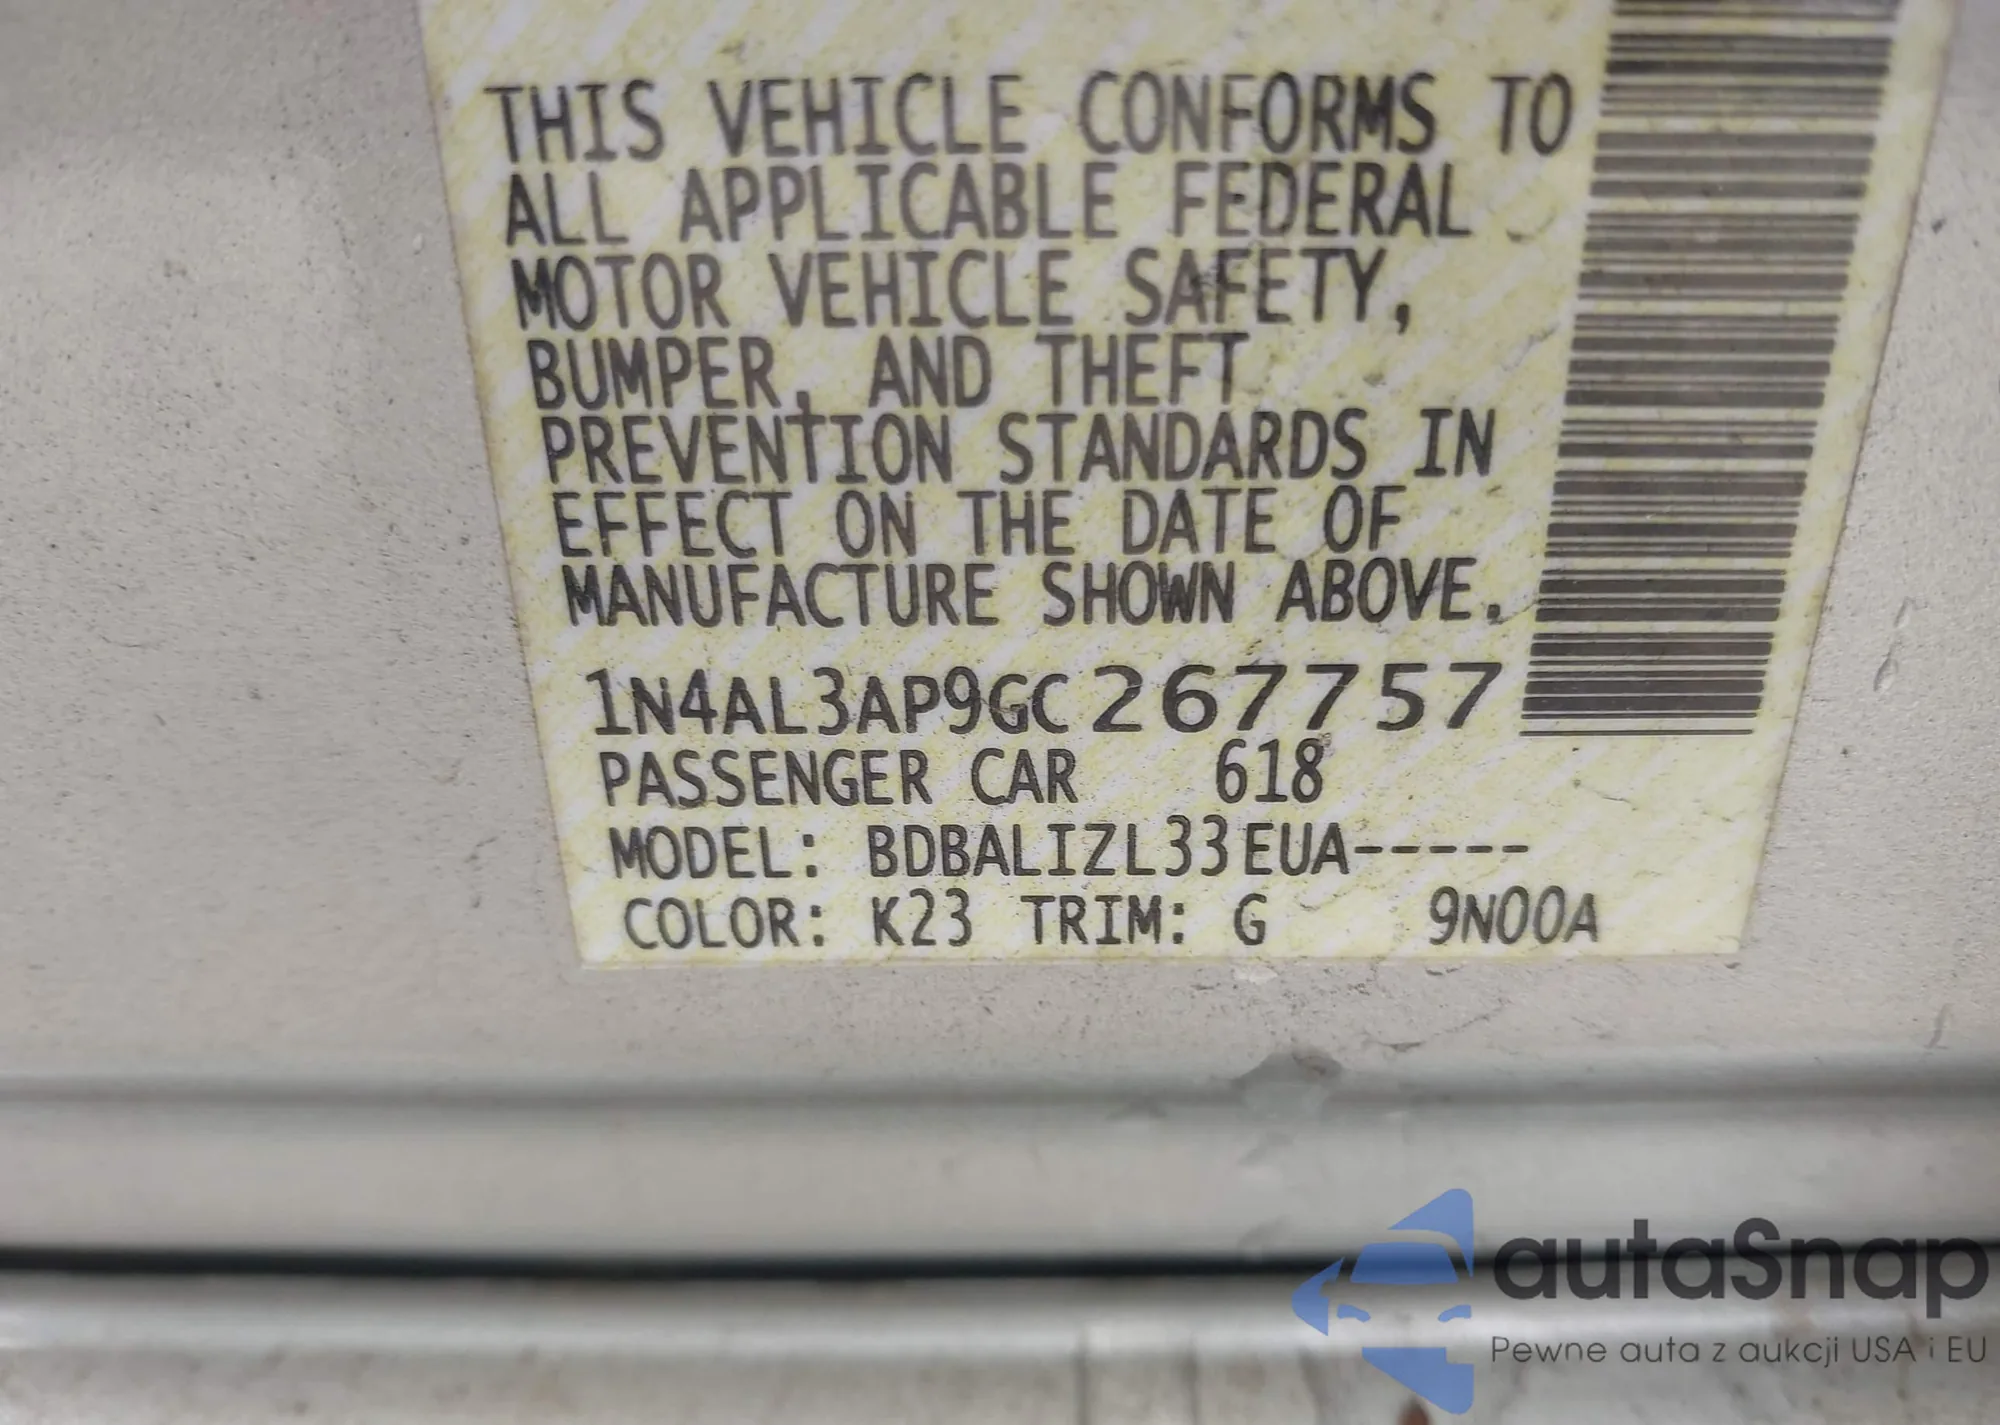 THIS VEHICLE CONFORMS TO
ALL APPLICABLE FEDERAL
MOTOR VEHICLE SAFETY,
BUMPER, AND THEFT
PREVENTION STANDARDS IN
EFFECT ON THE DATE OF
MANUFACTURE SHOWN ABOVE.
1N4AL3AP9GC267757
PASSENGER CAR 618
MODEL: BDBALIZL33EUA-----
COLOR: K23 TRIM: G 9N00A
autaSnap
Pewne auta z aukcji USA i EU